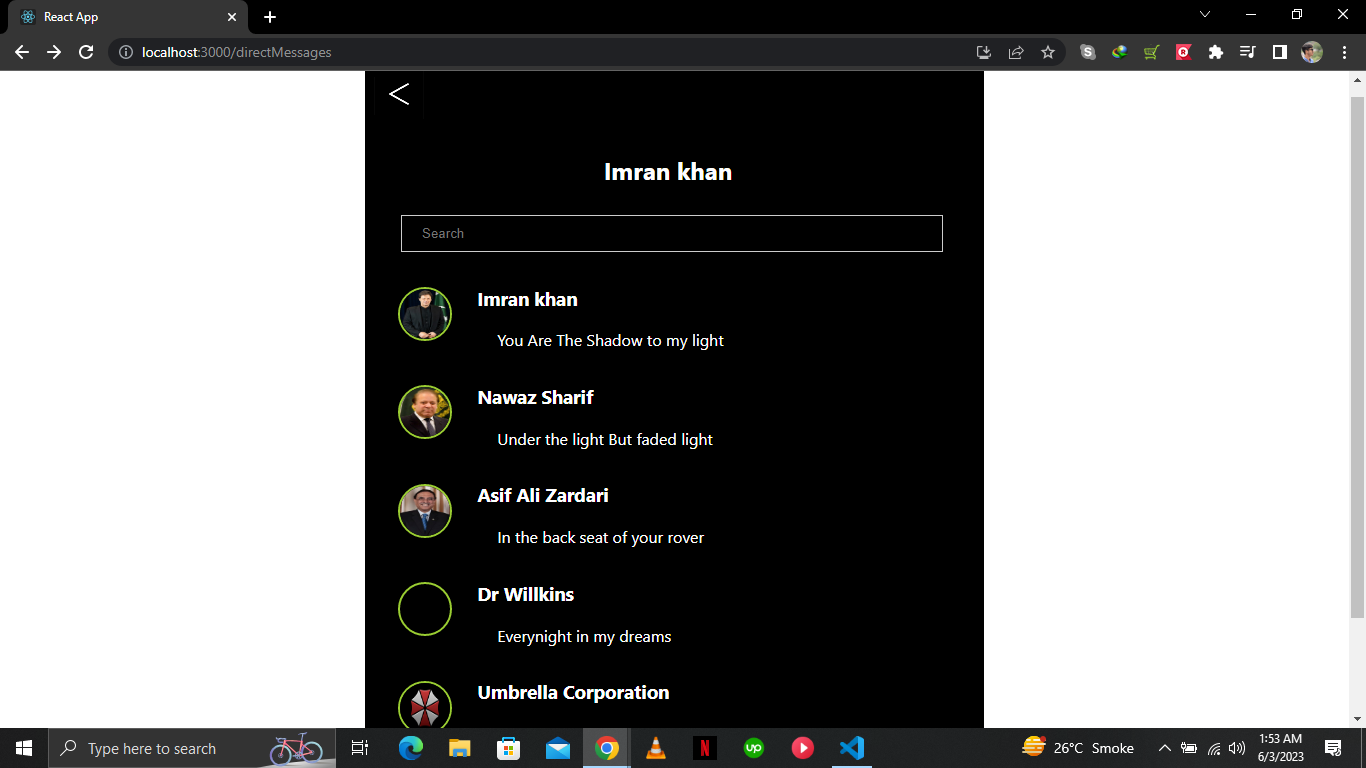 React App
localhost:3000/directMessages
Imran khan
Search
Imran khan
You Are The Shadow to my light
Nawaz Sharif
Under the light But faded light
Asif Ali Zardari
In the back seat of your rover
Dr Willkins
Everynight in my dreams
Umbrella Corporation
Type here to search
26°C Smoke
1:53 AM
6/3/2023